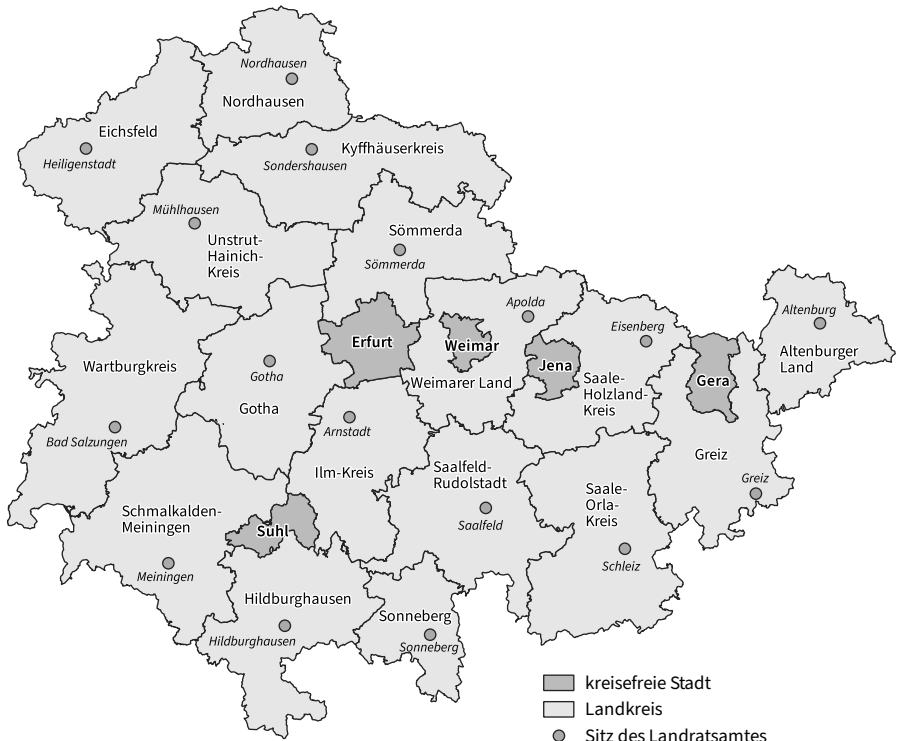 Nordhausen
Nordhausen
Eichsfeld
Heiligenstadt
Kyffhäuserkreis
Sondershausen
Mühlhausen
Unstrut-
Hainich-
Kreis
Sömmerda
Sömmerda
Apolda
Eisenberg
Altenburg
Altenburger
Land
Erfurt
Weimar
Weimarer Land
Jena
Saale-
Holzland-
Kreis
Gera
Wartburgkreis
Bad Salzungen
Gotha
Gotha
Arnstadt
Ilm-Kreis
Saalfeld-
Rudolstadt
Saalfeld
Greiz
Greiz
Saale-
Orla-
Kreis
Schleiz
Schmalkalden-
Meiningen
Meiningen
Suhl
Hildburghausen
Hildburghausen
Sonneberg
Sonneberg
kreisefreie Stadt
Landkreis
Sitz des Landratsamtes